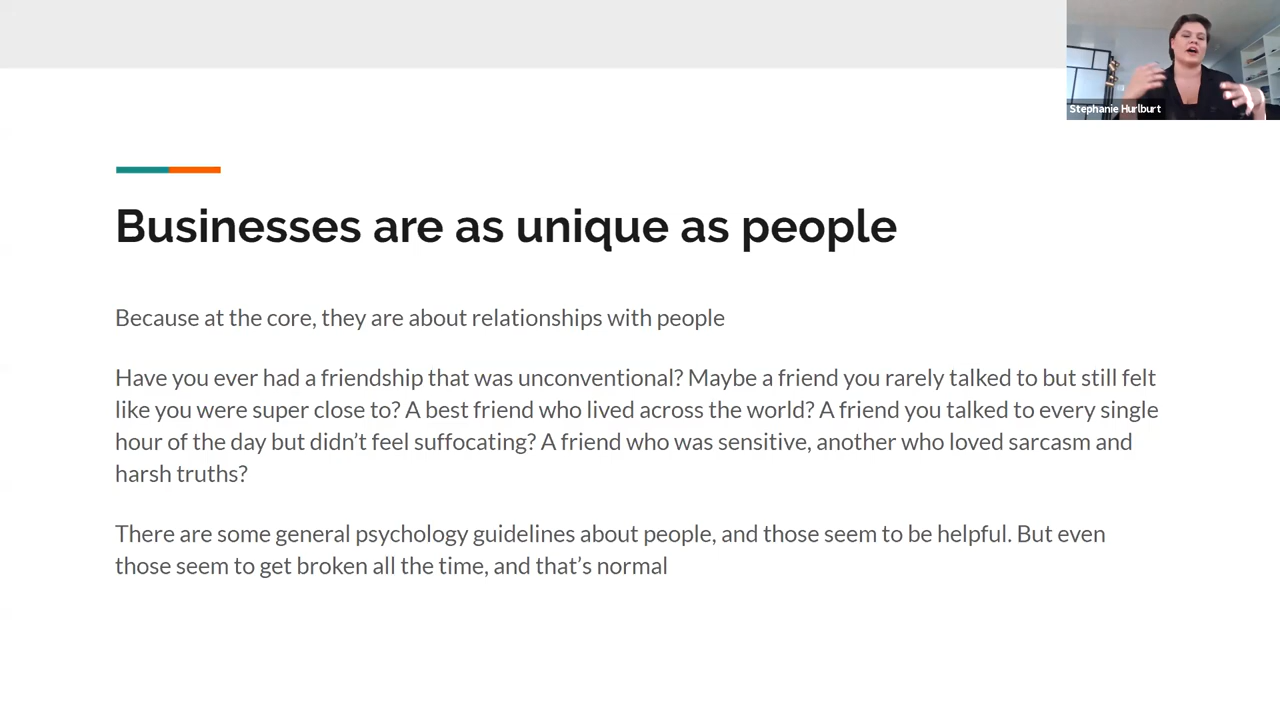 Stephanie Hurlburt
Businesses are as unique as people
Because at the core, they are about relationships with people
Have you ever had a friendship that was unconventional? Maybe a friend you rarely talked to but still felt
like you were super close to? A best friend who lived across the world? A friend you talked to every single
hour of the day but didn’t feel suffocating? A friend who was sensitive, another who loved sarcasm and
harsh truths?
There are some general psychology guidelines about people, and those seem to be helpful. But even
those seem to get broken all the time, and that’s normal